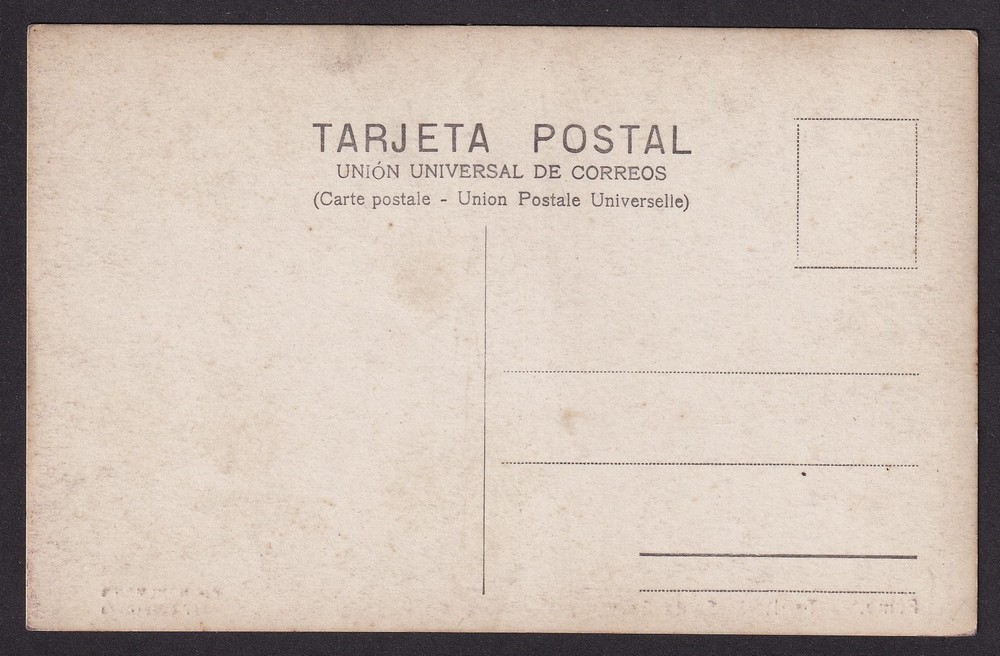 TARJETA POSTAL
UNIÓN UNIVERSAL DE CORREOS
(Carte postale - Union Postale Universelle)